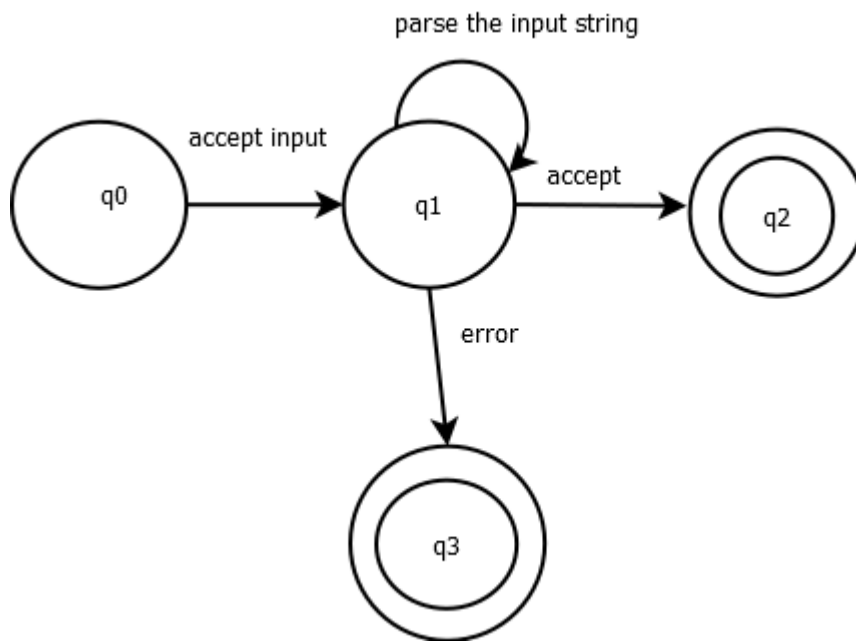 parse the input string
accept input
accept
q0
q1
q2
error
q3